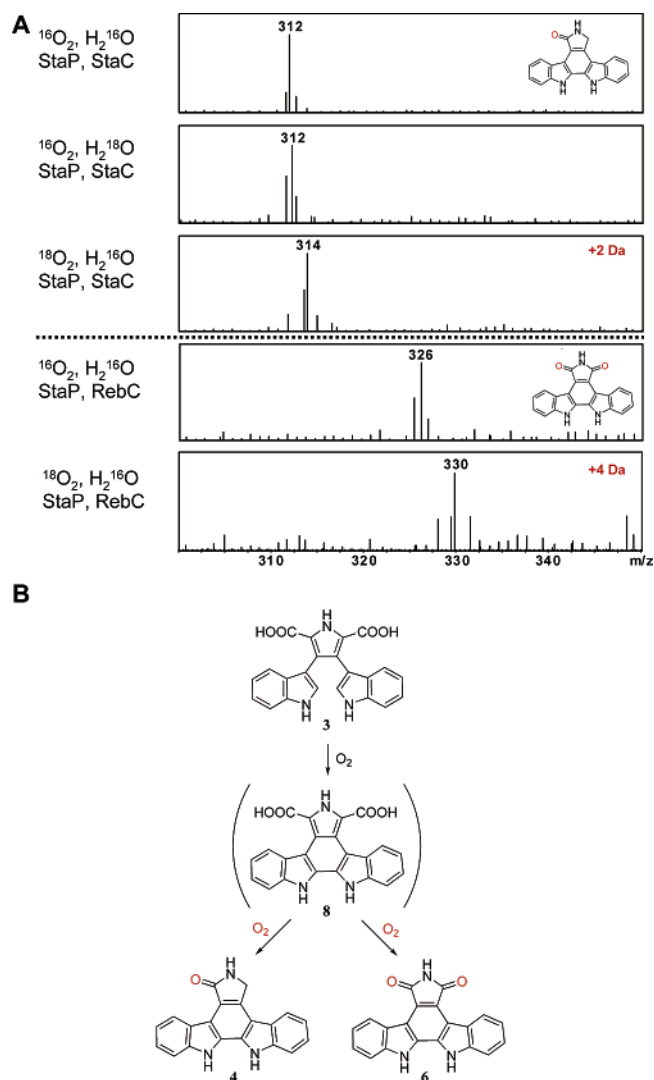 A
¹⁶O₂, H₂¹⁶O
StaP, StaC
312
O
H
N
N
H
N
H
¹⁶O₂, H₂¹⁸O
StaP, StaC
312
¹⁸O₂, H₂¹⁶O
StaP, StaC
314
+2 Da
¹⁶O₂, H₂¹⁶O
StaP, RebC
326
H
N
O O
N
H
N
H
¹⁸O₂, H₂¹⁶O
StaP, RebC
330
+4 Da
310 320 330 340 m/z
B
H
HOOC N COOH
N
H
N
H
3
O₂
H
HOOC N COOH
N
H
N
H
8
O₂ O₂
H
O N
N
H
N
H
4
H
O N O
N
H
N
H
6